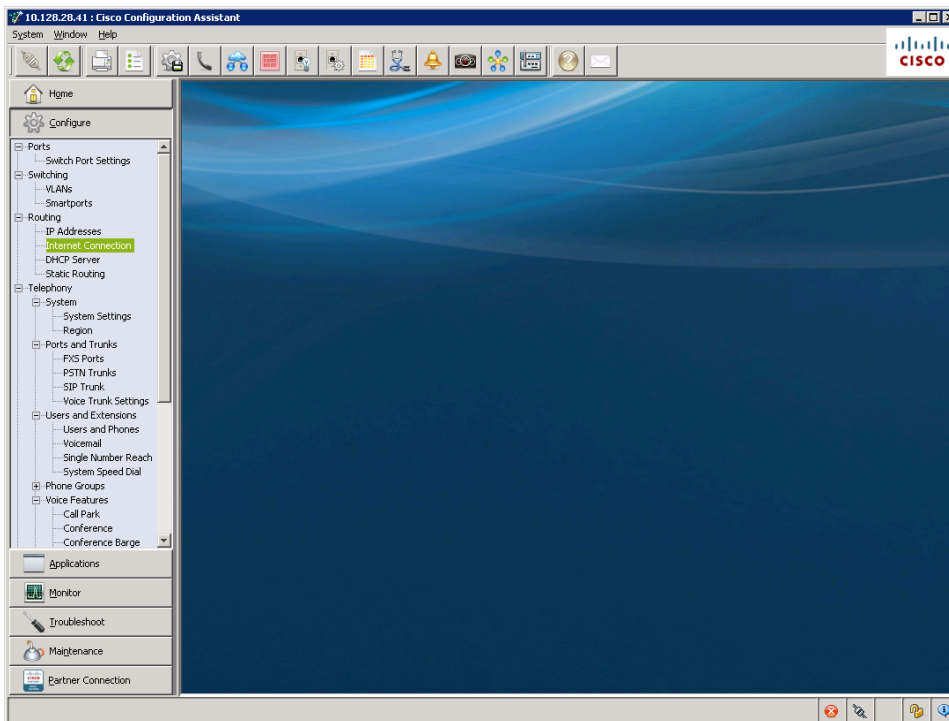 10.128.28.41 : Cisco Configuration Assistant
System Window Help
CISCO
Home
Configure
Ports
Switch Port Settings
Switching
VLANs
Smartports
Routing
IP Addresses
Internet Connection
DHCP Server
Static Routing
Telephony
System
System Settings
Region
Ports and Trunks
FXS Ports
PSTN Trunks
SIP Trunk
Voice Trunk Settings
Users and Extensions
Users and Phones
Voicemail
Single Number Reach
System Speed Dial
Phone Groups
Voice Features
Call Park
Conference
Conference Barge
Applications
Monitor
Troubleshoot
Maintenance
Partner Connection